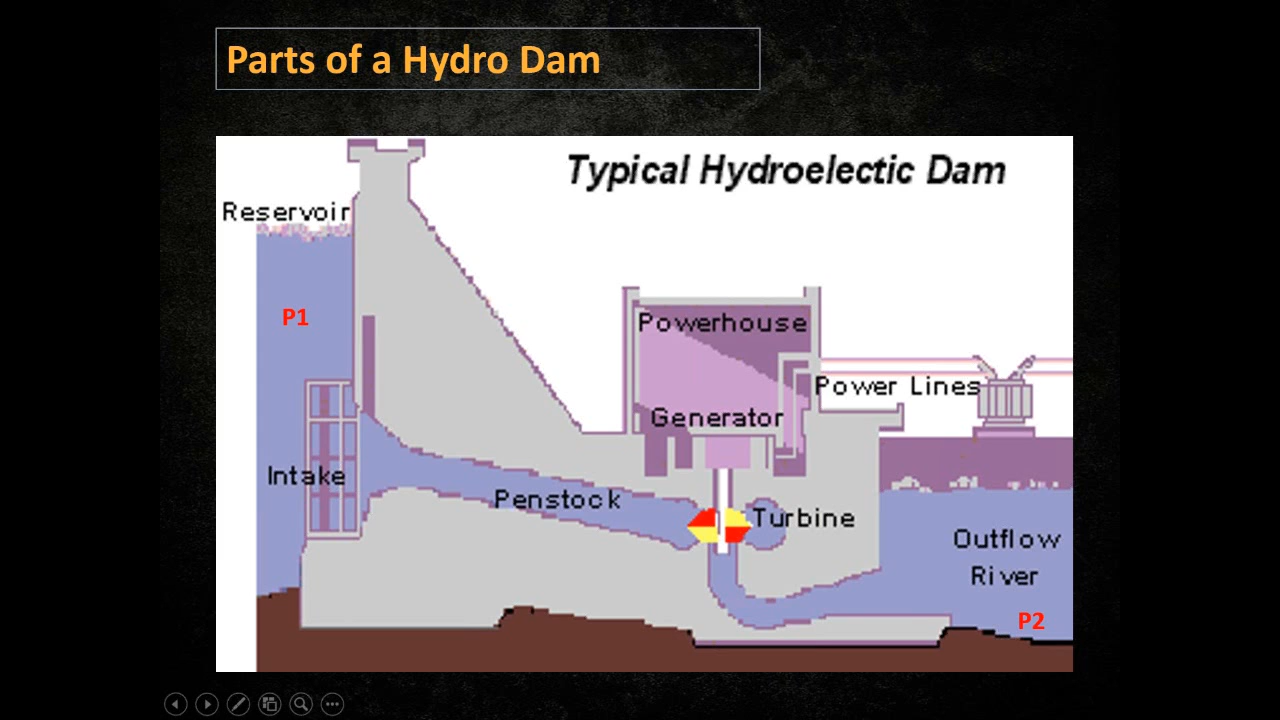 Parts of a Hydro Dam
Typical Hydroelectic Dam
Reservoir
P1
Powerhouse
Power Lines
Generator
Intake
Penstock
Turbine
Outflow
River
P2